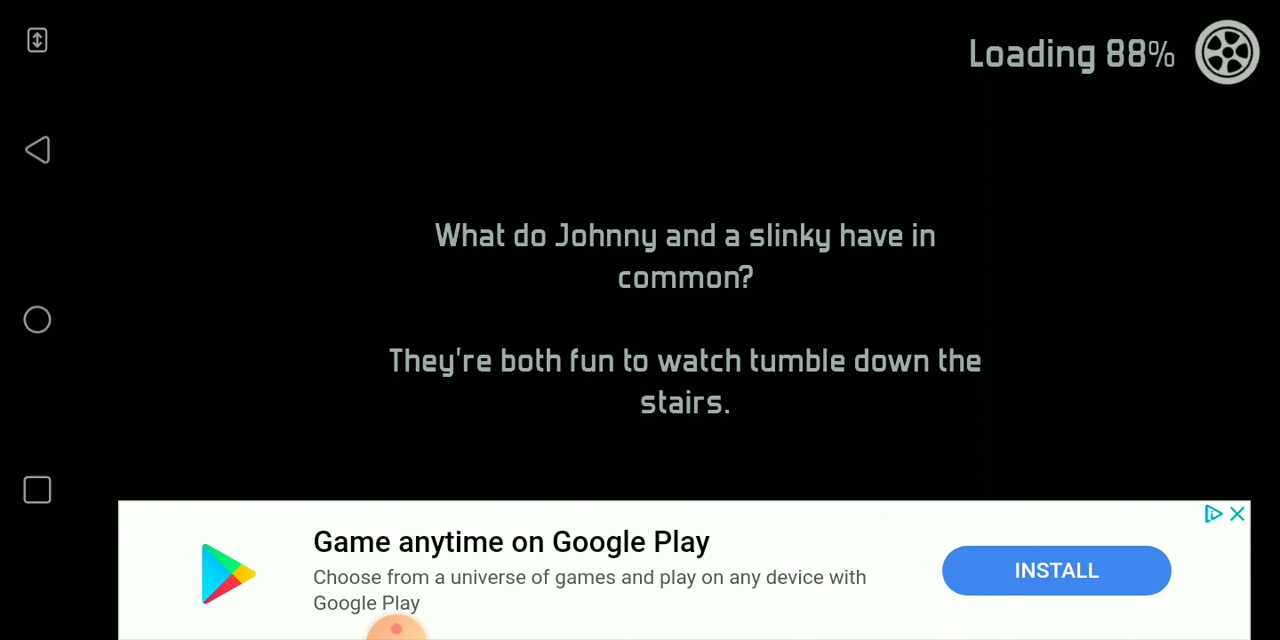 Loading 88%
What do Johnny and a slinky have in
common?
They're both fun to watch tumble down the
stairs.
Game anytime on Google Play
Choose from a universe of games and play on any device with
Google Play
INSTALL